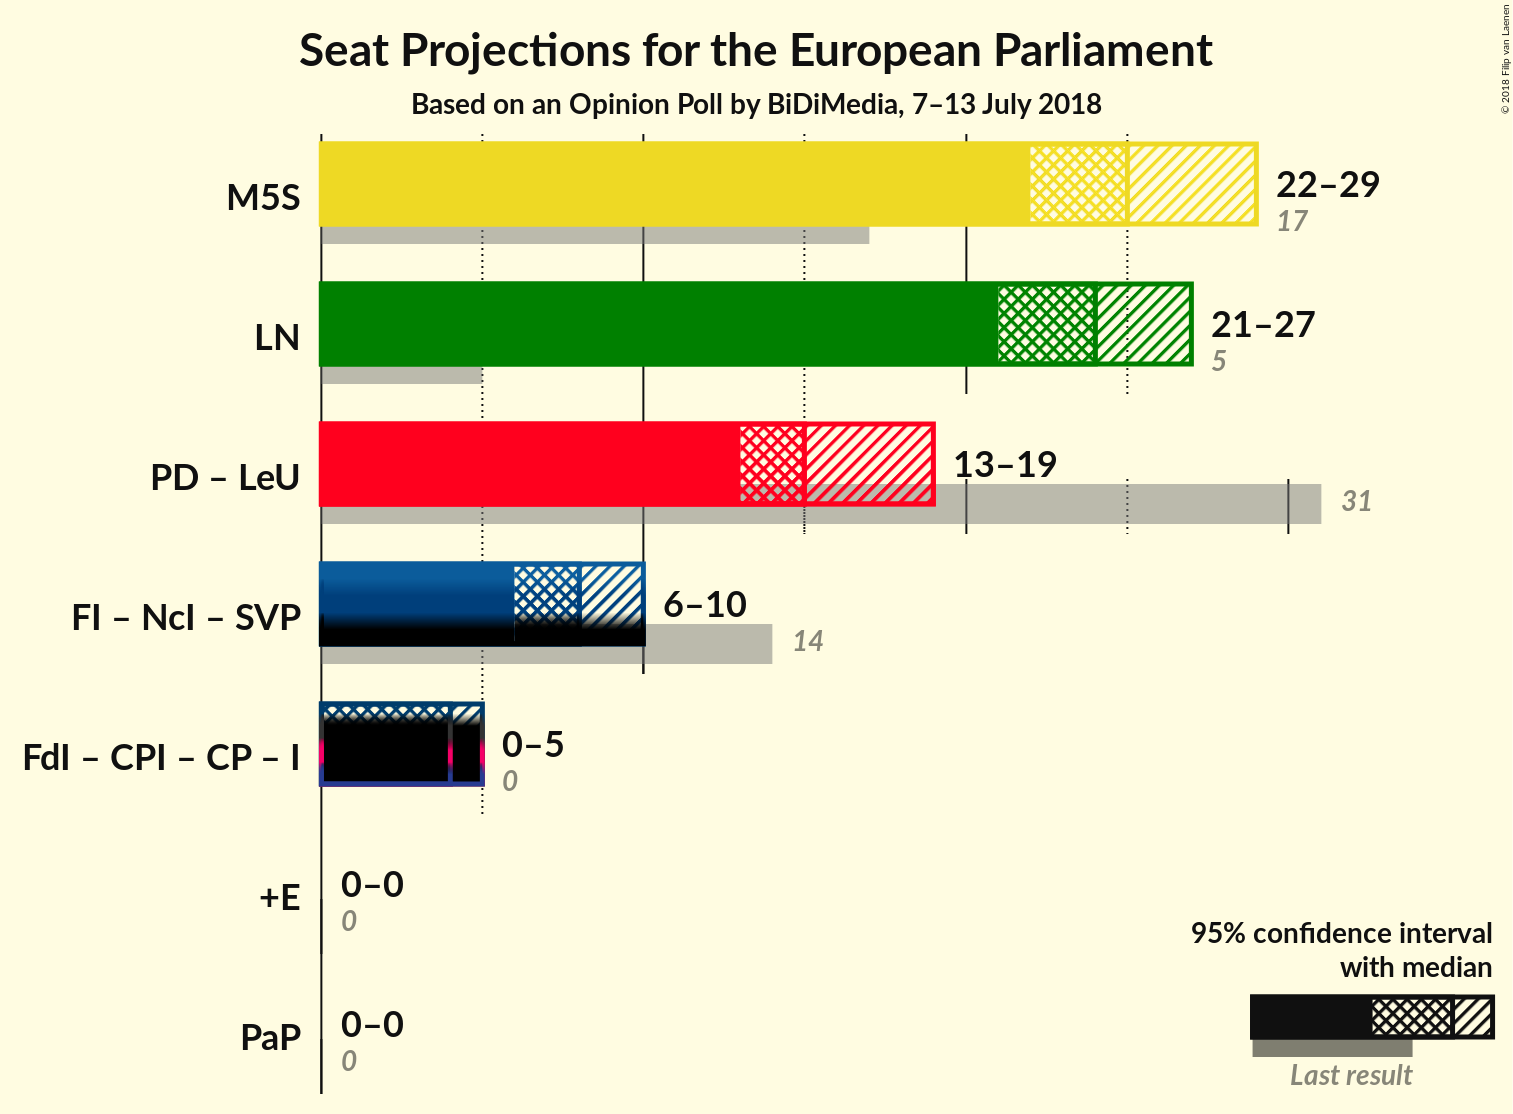 Seat Projections for the European Parliament
Based on an Opinion Poll by BiDiMedia, 7–13 July 2018
© 2018 Filip van Laenen
M5S
22–29
17
LN
21–27
5
PD – LeU
13–19
31
FI – NcI – SVP
6–10
14
FdI – CPI – CP – I
0–5
0
+E
0–0
0
PaP
0–0
0
95% confidence interval
with median
Last result